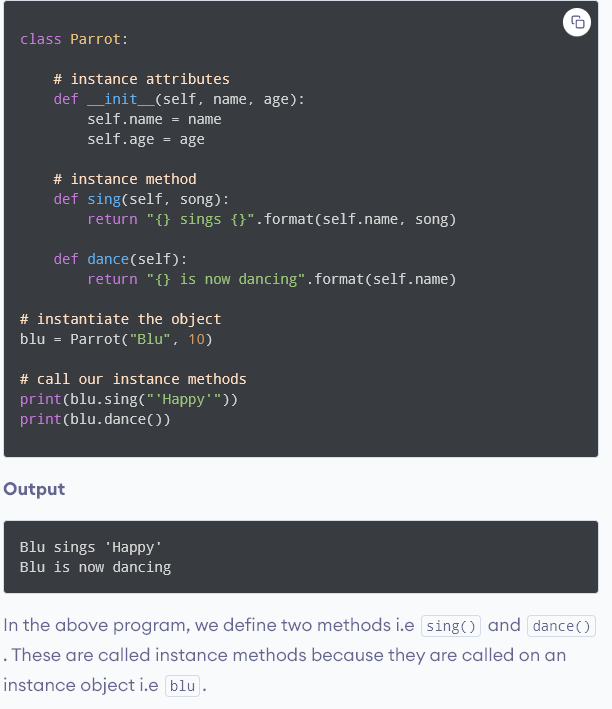 class Parrot:

    # instance attributes
    def __init__(self, name, age):
        self.name = name
        self.age = age

    # instance method
    def sing(self, song):
        return "{} sings {}".format(self.name, song)

    def dance(self):
        return "{} is now dancing".format(self.name)

# instantiate the object
blu = Parrot("Blu", 10)

# call our instance methods
print(blu.sing("'Happy'"))
print(blu.dance())

Output

Blu sings 'Happy'
Blu is now dancing

In the above program, we define two methods i.e sing() and dance()
. These are called instance methods because they are called on an
instance object i.e blu .